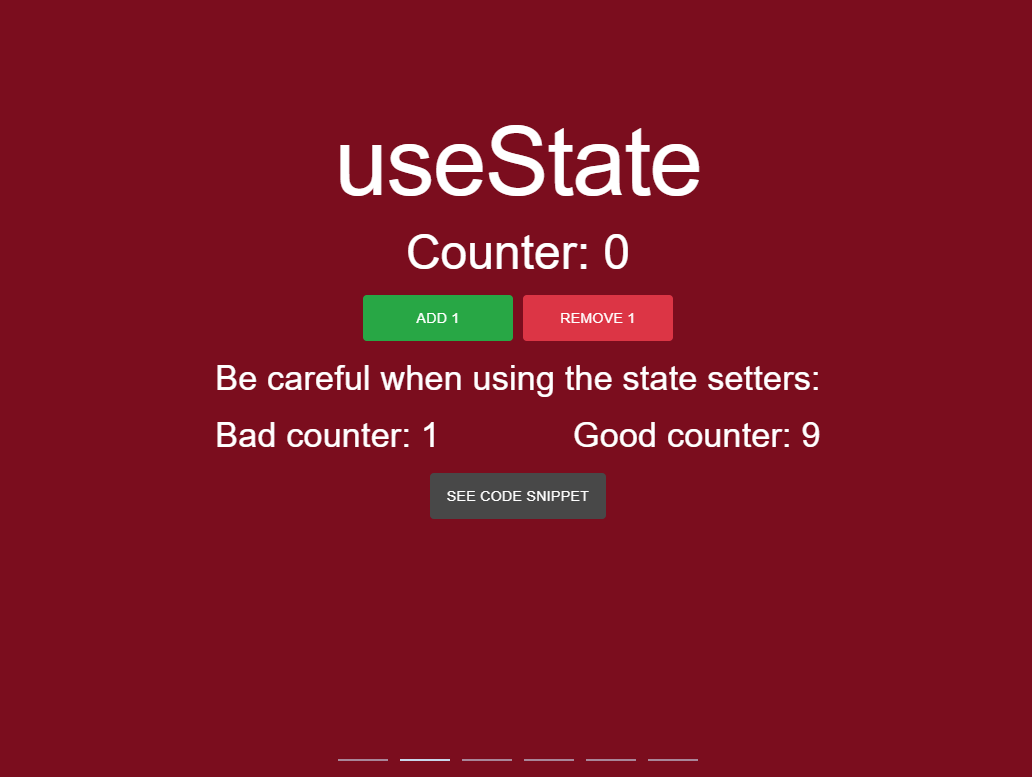 useState
Counter: 0
ADD 1 REMOVE 1
Be careful when using the state setters:
Bad counter: 1 Good counter: 9
SEE CODE SNIPPET